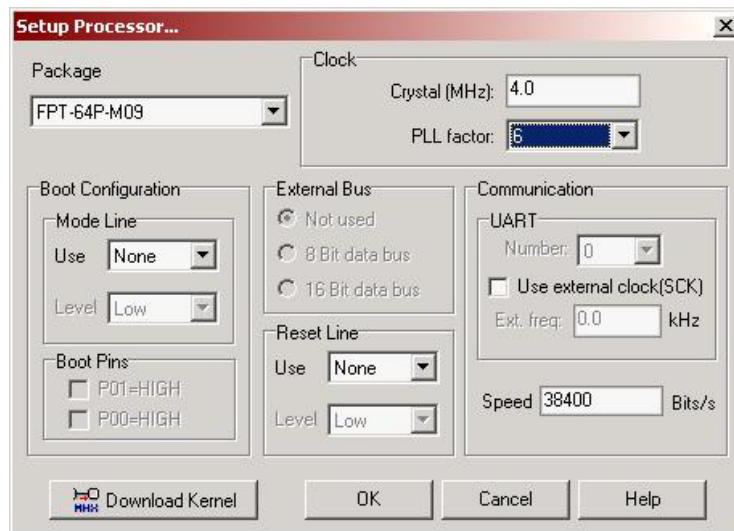 Setup Processor...
Package
FPT-64P-M09
Clock
Crystal (MHz): 4.0
PLL factor: 6
Boot Configuration
Mode Line
Use None
Level Low
Boot Pins
P01=HIGH
P00=HIGH
External Bus
Not used
8 Bit data bus
16 Bit data bus
Reset Line
Use None
Level Low
Communication
UART
Number: 0
Use external clock(SCK)
Ext. freq: 0.0 kHz
Speed 38400 Bits/s
MHX Download Kernel
OK
Cancel
Help